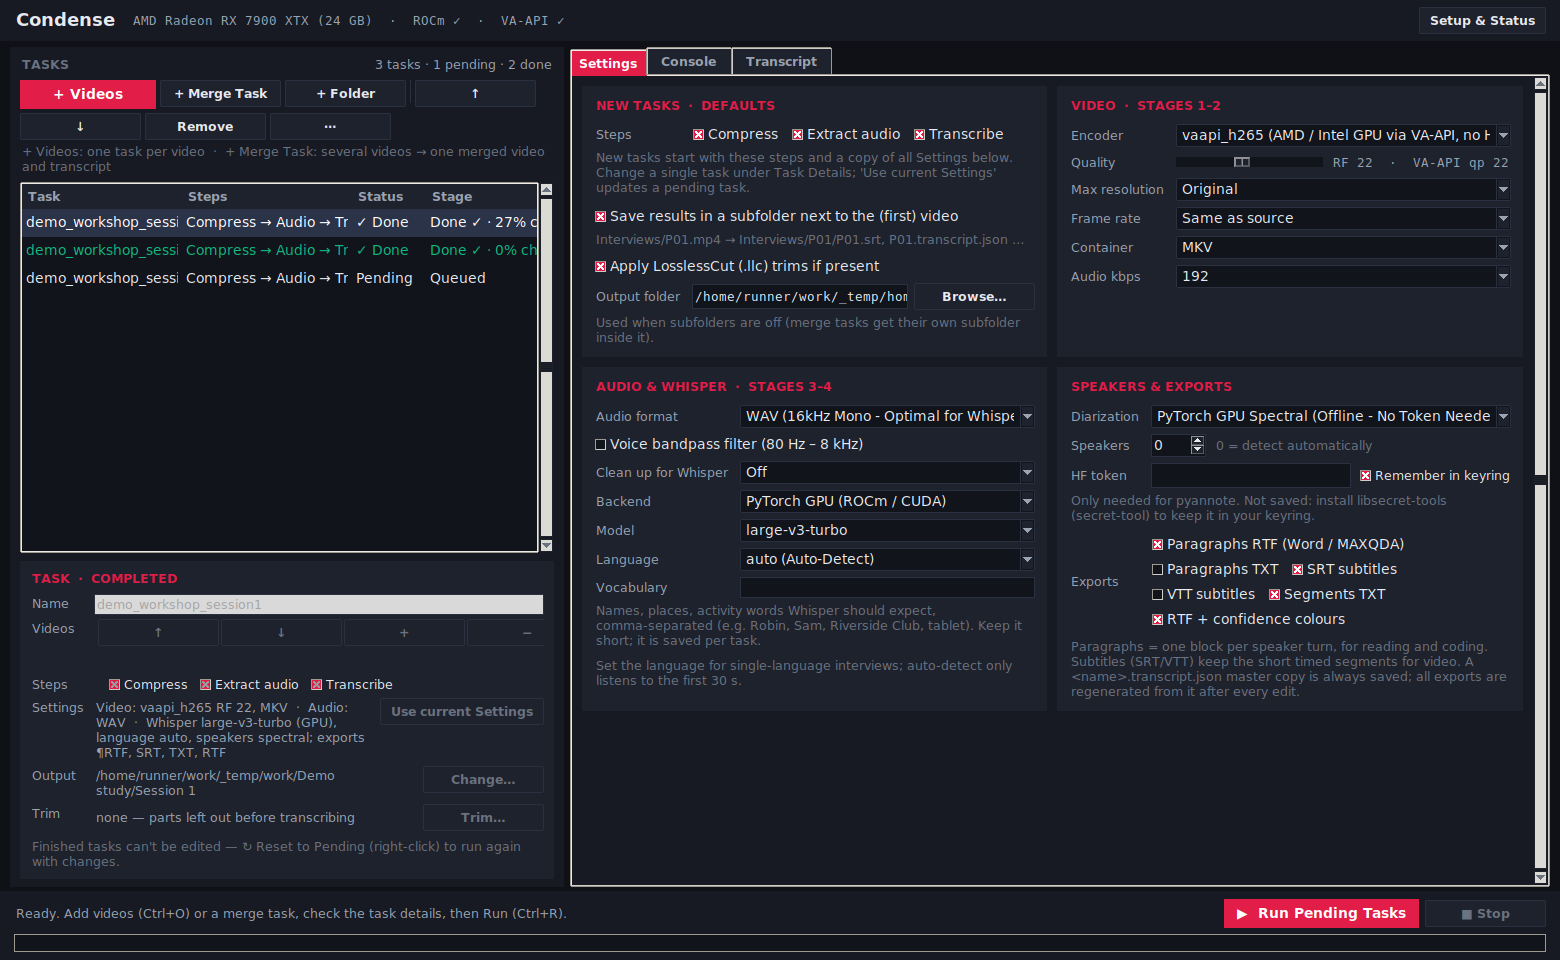 Condense AMD Radeon RX 7900 XTX (24 GB) · ROCm ✓ · VA-API ✓
Setup & Status
TASKS
3 tasks · 1 pending · 2 done
+ Videos
+ Merge Task
+ Folder
↑
↓
Remove
···
+ Videos: one task per video · + Merge Task: several videos → one merged video
and transcript
Task Steps Status Stage
demo_workshop_sessi Compress → Audio → Tr ✓ Done Done ✓ · 27% c
demo_workshop_sessi Compress → Audio → Tr ✓ Done Done ✓ · 0% ch
demo_workshop_sessi Compress → Audio → Tr Pending Queued
TASK · COMPLETED
Name demo_workshop_session1
Videos ↑ ↓ + −
Steps Compress Extract audio Transcribe
Settings Video: vaapi_h265 RF 22, MKV · Audio:
WAV · Whisper large-v3-turbo (GPU),
language auto, speakers spectral; exports
¶RTF, SRT, TXT, RTF
Use current Settings
Output /home/runner/work/_temp/work/Demo
study/Session 1
Change...
Trim none — parts left out before transcribing
Trim...
Finished tasks can't be edited — ↻ Reset to Pending (right-click) to run again
with changes.
Settings Console Transcript
NEW TASKS · DEFAULTS
Steps Compress Extract audio Transcribe
New tasks start with these steps and a copy of all Settings below.
Change a single task under Task Details; 'Use current Settings'
updates a pending task.
Save results in a subfolder next to the (first) video
Interviews/P01.mp4 → Interviews/P01/P01.srt, P01.transcript.json ...
Apply LosslessCut (.llc) trims if present
Output folder /home/runner/work/_temp/hom Browse...
Used when subfolders are off (merge tasks get their own subfolder
inside it).
VIDEO · STAGES 1–2
Encoder vaapi_h265 (AMD / Intel GPU via VA-API, no H
Quality RF 22 · VA-API qp 22
Max resolution Original
Frame rate Same as source
Container MKV
Audio kbps 192
AUDIO & WHISPER · STAGES 3–4
Audio format WAV (16kHz Mono - Optimal for Whispe
Voice bandpass filter (80 Hz – 8 kHz)
Clean up for Whisper Off
Backend PyTorch GPU (ROCm / CUDA)
Model large-v3-turbo
Language auto (Auto-Detect)
Vocabulary
Names, places, activity words Whisper should expect,
comma-separated (e.g. Robin, Sam, Riverside Club, tablet). Keep it
short; it is saved per task.
Set the language for single-language interviews; auto-detect only
listens to the first 30 s.
SPEAKERS & EXPORTS
Diarization PyTorch GPU Spectral (Offline - No Token Neede
Speakers 0 0 = detect automatically
HF token Remember in keyring
Only needed for pyannote. Not saved: install libsecret-tools
(secret-tool) to keep it in your keyring.
Exports
Paragraphs RTF (Word / MAXQDA)
Paragraphs TXT SRT subtitles
VTT subtitles Segments TXT
RTF + confidence colours
Paragraphs = one block per speaker turn, for reading and coding.
Subtitles (SRT/VTT) keep the short timed segments for video. A
<name>.transcript.json master copy is always saved; all exports are
regenerated from it after every edit.
Ready. Add videos (Ctrl+O) or a merge task, check the task details, then Run (Ctrl+R).
▶ Run Pending Tasks
■ Stop